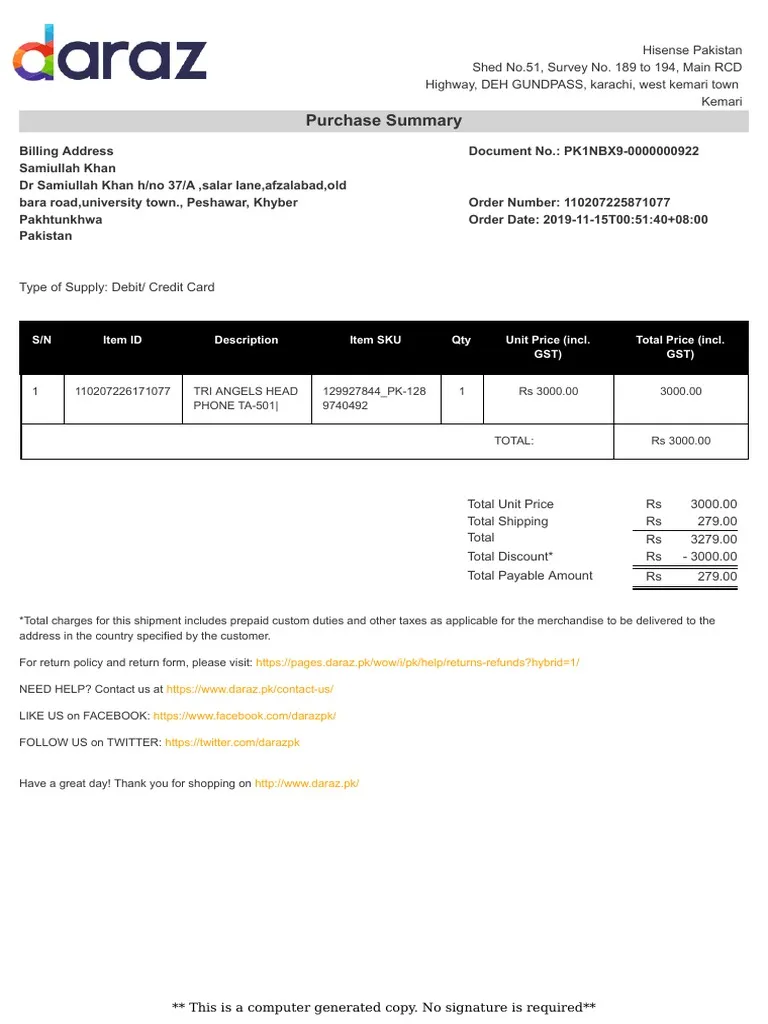 daraz
Hisense Pakistan
Shed No.51, Survey No. 189 to 194, Main RCD
Highway, DEH GUNDPASS, karachi, west kemari town
Kemari
Purchase Summary
Billing Address
Samiullah Khan
Dr Samiullah Khan h/no 37/A ,salar lane,afzalabad,old
bara road,university town., Peshawar, Khyber
Pakhtunkhwa
Pakistan
Document No.: PK1NBX9-0000000922
Order Number: 110207225871077
Order Date: 2019-11-15T00:51:40+08:00
Type of Supply: Debit/ Credit Card
S/N Item ID Description Item SKU Qty Unit Price (incl. Total Price (incl.
GST) GST)
1 110207226171077 TRI ANGELS HEAD 129927844_PK-128 1 Rs 3000.00 3000.00
PHONE TA-501| 9740492
TOTAL: Rs 3000.00
Total Unit Price Rs 3000.00
Total Shipping Rs 279.00
Total Rs 3279.00
Total Discount* Rs - 3000.00
Total Payable Amount Rs 279.00
*Total charges for this shipment includes prepaid custom duties and other taxes as applicable for the merchandise to be delivered to the
address in the country specified by the customer.
For return policy and return form, please visit: https://pages.daraz.pk/wow/i/pk/help/returns-refunds?hybrid=1/
NEED HELP? Contact us at https://www.daraz.pk/contact-us/
LIKE US on FACEBOOK: https://www.facebook.com/darazpk/
FOLLOW US on TWITTER: https://twitter.com/darazpk
Have a great day! Thank you for shopping on http://www.daraz.pk/
** This is a computer generated copy. No signature is required**